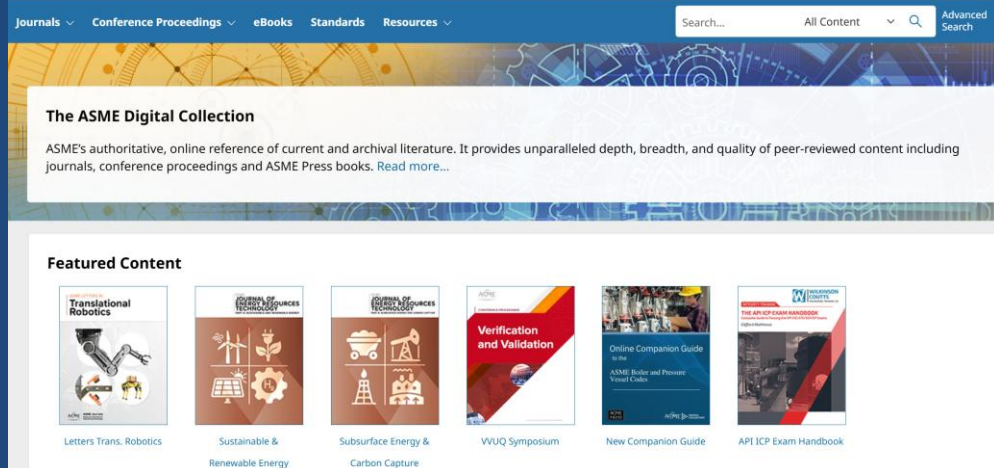 Journals Conference Proceedings eBooks Standards Resources
Search... All Content
Advanced
Search
The ASME Digital Collection
ASME's authoritative, online reference of current and archival literature. It provides unparalleled depth, breadth, and quality of peer-reviewed content including
journals, conference proceedings and ASME Press books. Read more...
Featured Content
Translational
Robotics
JOURNAL OF
ENERGY RESOURCES
TECHNOLOGY
JOURNAL OF
ENERGY RESOURCES
TECHNOLOGY
Verification
and Validation
Online Companion Guide
to the
ASME Boiler and Pressure
Vessel Codes
WILKINSON
COUTTS
THE API ICP EXAM HANDBOOK
Letters Trans. Robotics
Sustainable &
Renewable Energy
Subsurface Energy &
Carbon Capture
VVUQ Symposium
New Companion Guide
API ICP Exam Handbook